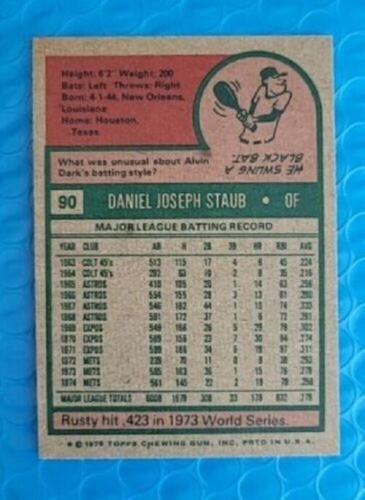 Height: 6'2" Weight: 200
Bats: Left Throws: Right
Born: 4-1-44, New Orleans,
Louisiana
Home: Houston,
Texas
What was unusual about Alvin
Dark's batting style?
HE SWUNG A
BLACK BAT.
90 DANIEL JOSEPH STAUB • OF
MAJOR LEAGUE BATTING RECORD
YEAR CLUB AB H 2B 3B HR RBI AVG
1963 COLT 45's 513 115 17 4 6 45 .224
1964 COLT 45's 292 63 10 2 8 35 .216
1965 ASTROS 410 105 20 1 14 63 .256
1966 ASTROS 554 155 28 3 13 81 .280
1967 ASTROS 546 182 44 1 10 74 .333
1968 ASTROS 591 172 37 1 6 72 .291
1969 EXPOS 549 166 26 5 29 79 .302
1970 EXPOS 569 156 23 7 30 94 .274
1971 EXPOS 599 186 34 6 19 97 .311
1972 METS 239 70 11 0 9 38 .293
1973 METS 585 163 36 1 15 76 .279
1974 METS 561 145 22 2 19 78 .258
MAJOR LEAGUE TOTALS 6008 1678 308 33 178 832 .279
Rusty hit .423 in 1973 World Series.
* © 1975 TOPPS CHEWING GUM, INC. PRTD IN U.S.A.